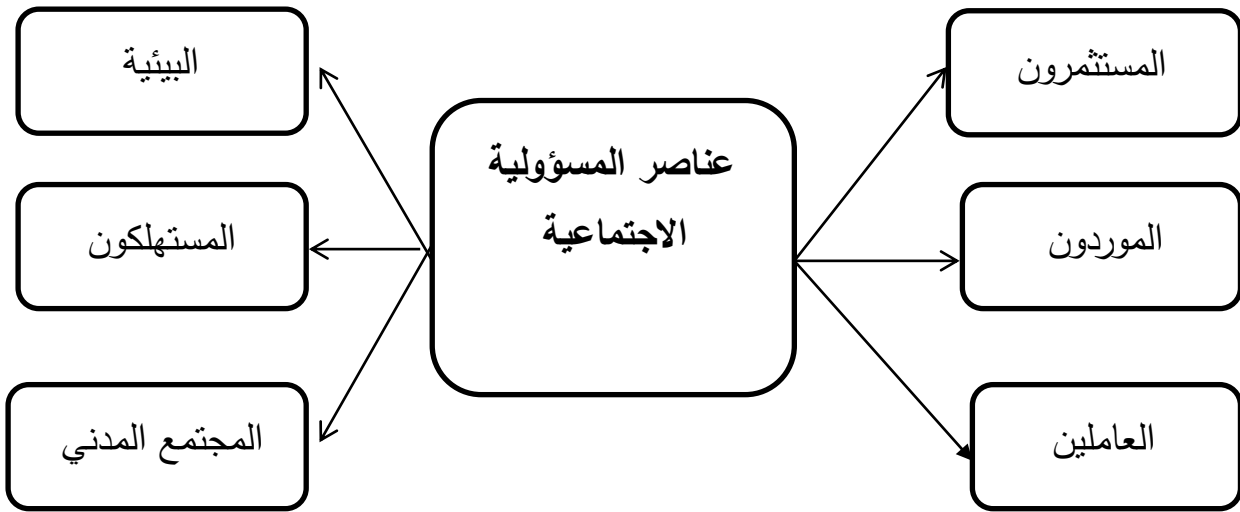 عناصر المسؤولية
الاجتماعية
المستثمرون
الموردون
العاملين
البيئية
المستهلكون
المجتمع المدني